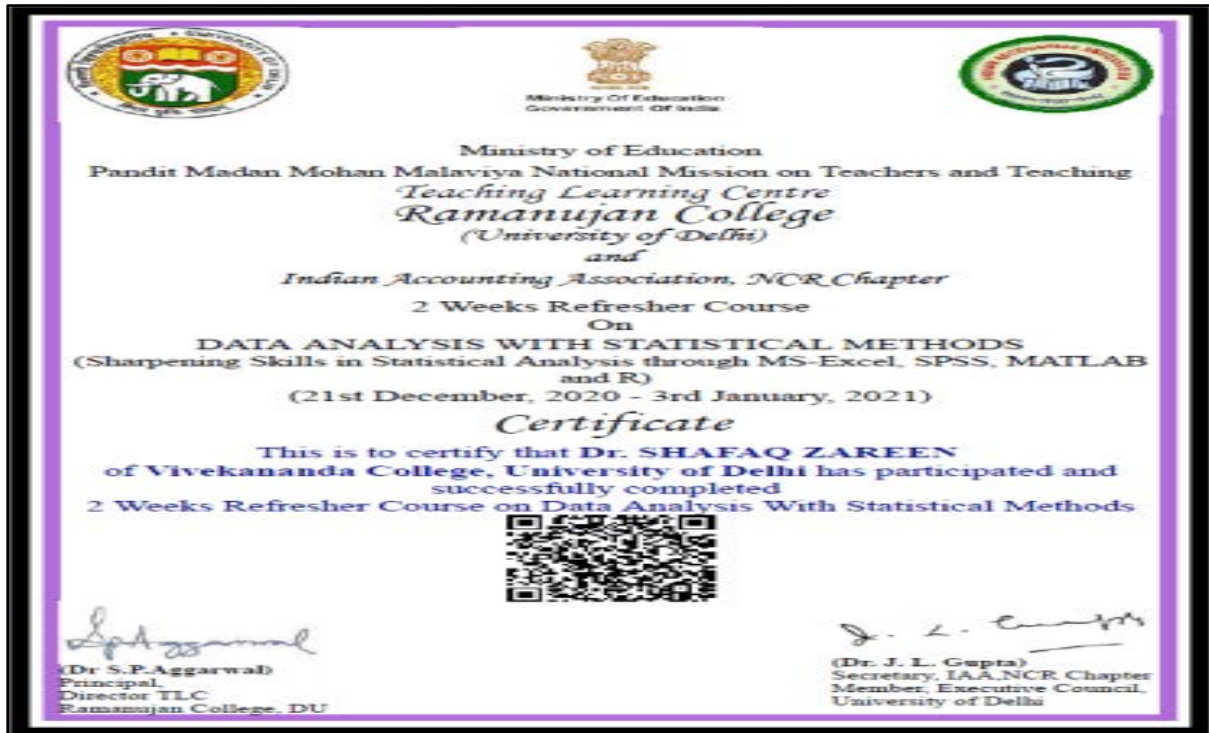 Ministry Of Education
Government Of India
Ministry of Education
Pandit Madan Mohan Malaviya National Mission on Teachers and Teaching
Teaching Learning Centre
Ramanujan College
(University of Delhi)
and
Indian Accounting Association, NCR Chapter
2 Weeks Refresher Course
On
DATA ANALYSIS WITH STATISTICAL METHODS
(Sharpening Skills in Statistical Analysis through MS-Excel, SPSS, MATLAB
and R)
(21st December, 2020 - 3rd January, 2021)
Certificate
This is to certify that Dr. SHAFAQ ZAREEN
of Vivekananda College, University of Delhi has participated and
successfully completed
2 Weeks Refresher Course on Data Analysis With Statistical Methods
(Dr S.P.Aggarwal)
Principal,
Director TLC
Ramanujan College, DU
(Dr. J. L. Gupta)
Secretary, IAA,NCR Chapter
Member, Executive Council,
University of Delhi